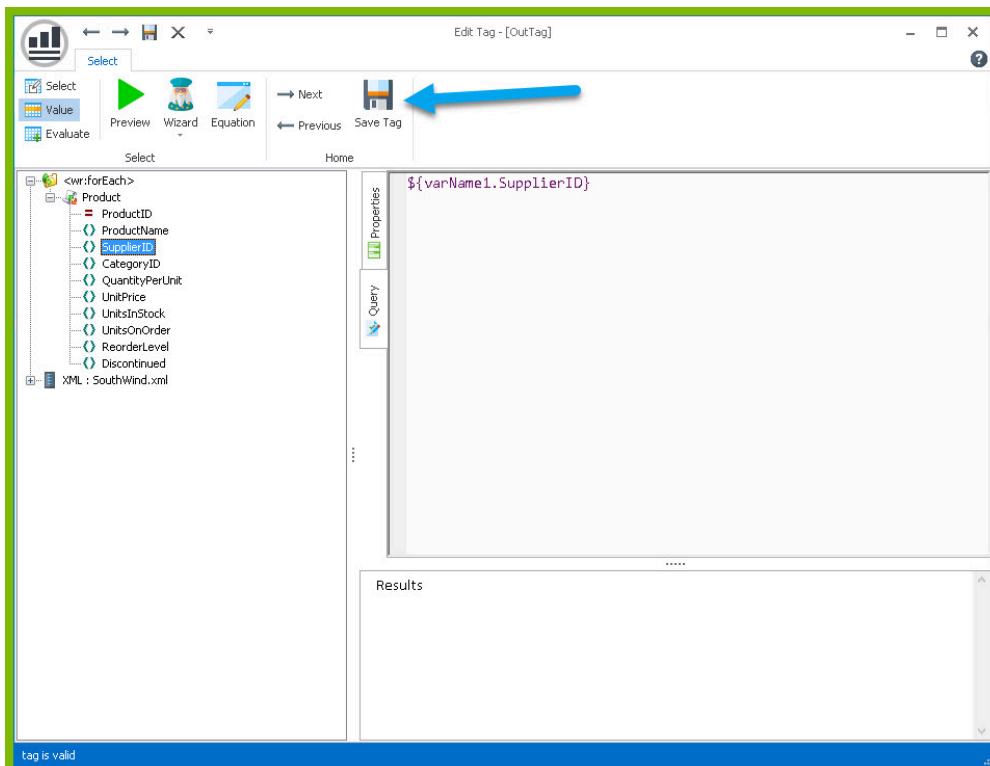 Edit Tag - [OutTag]
Select
Select
Value
Evaluate
Preview
Wizard
Equation
Next
Previous
Save Tag
Select
Home
<wr:forEach>
Product
ProductID
ProductName
SupplierID
CategoryID
QuantityPerUnit
UnitPrice
UnitsInStock
UnitsOnOrder
ReorderLevel
Discontinued
XML : SouthWind.xml
Properties
Query
${varName1.SupplierID}
Results
tag is valid